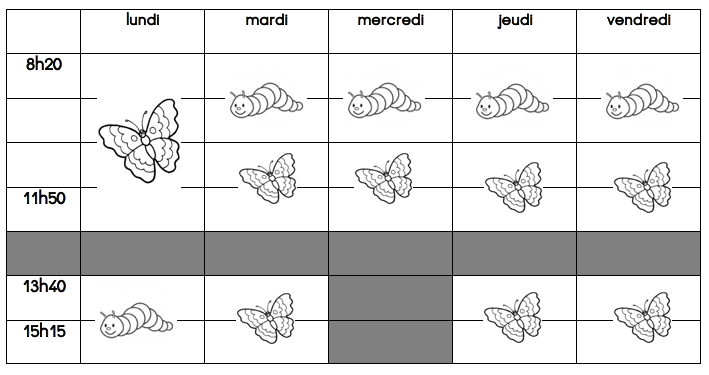 lundi mardi mercredi jeudi vendredi
8h20
11h50
13h40
15h15